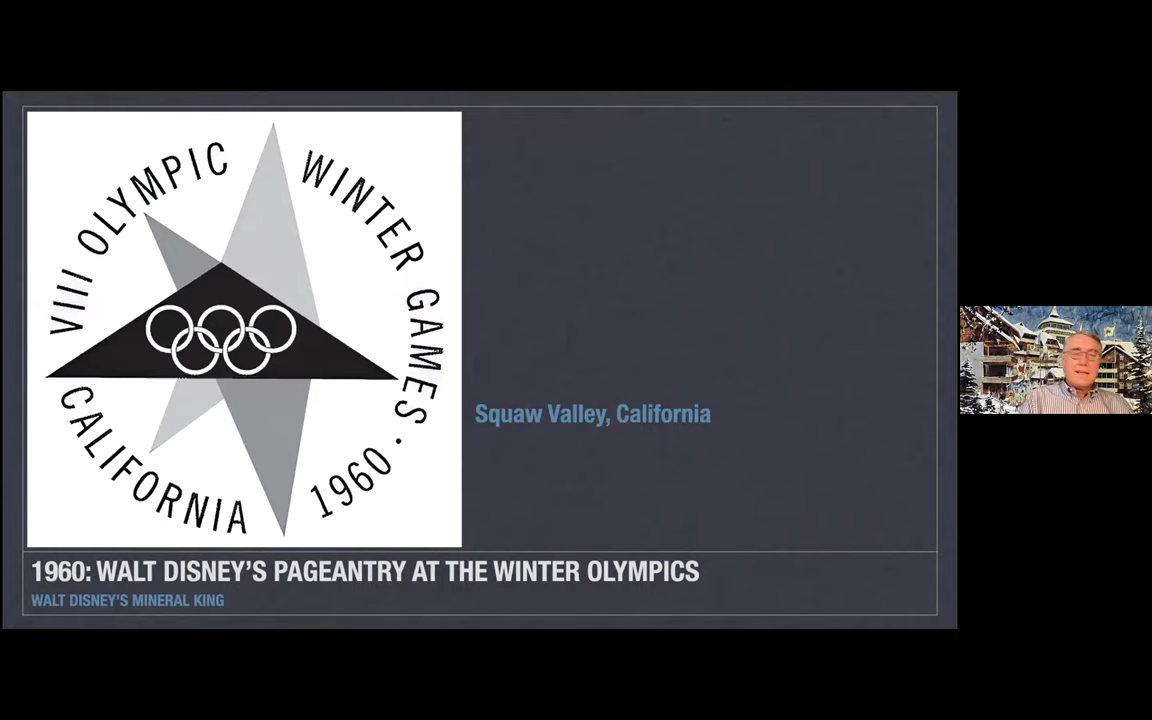 VIII OLYMPIC
WINTER GAMES ·
CALIFORNIA
1960
Squaw Valley, California
1960: WALT DISNEY'S PAGEANTRY AT THE WINTER OLYMPICS
WALT DISNEY'S MINERAL KING